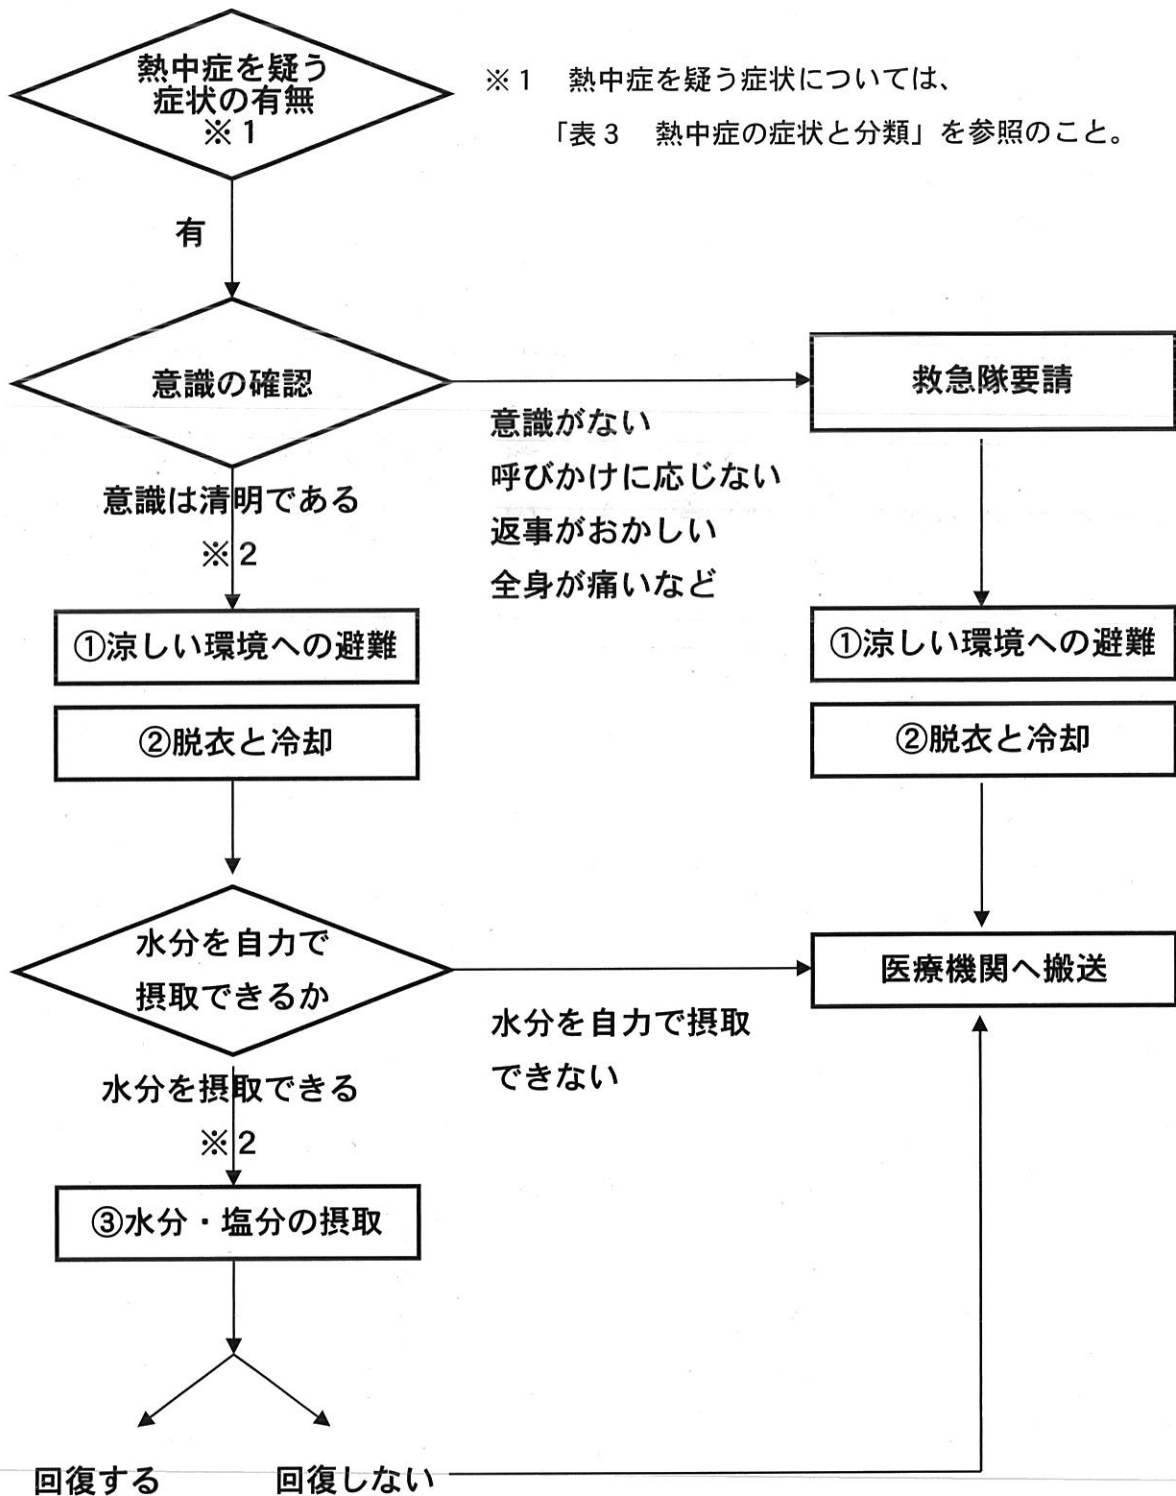 熱中症を疑う
症状の有無
※1
※1　熱中症を疑う症状については、
「表3　熱中症の症状と分類」を参照のこと。
有
意識の確認
救急隊要請
意識がない
呼びかけに応じない
返事がおかしい
全身が痛いなど
意識は清明である
※2
①涼しい環境への避難
①涼しい環境への避難
②脱衣と冷却
②脱衣と冷却
水分を自力で
摂取できるか
医療機関へ搬送
水分を自力で摂取
できない
水分を摂取できる
※2
③水分・塩分の摂取
回復する
回復しない